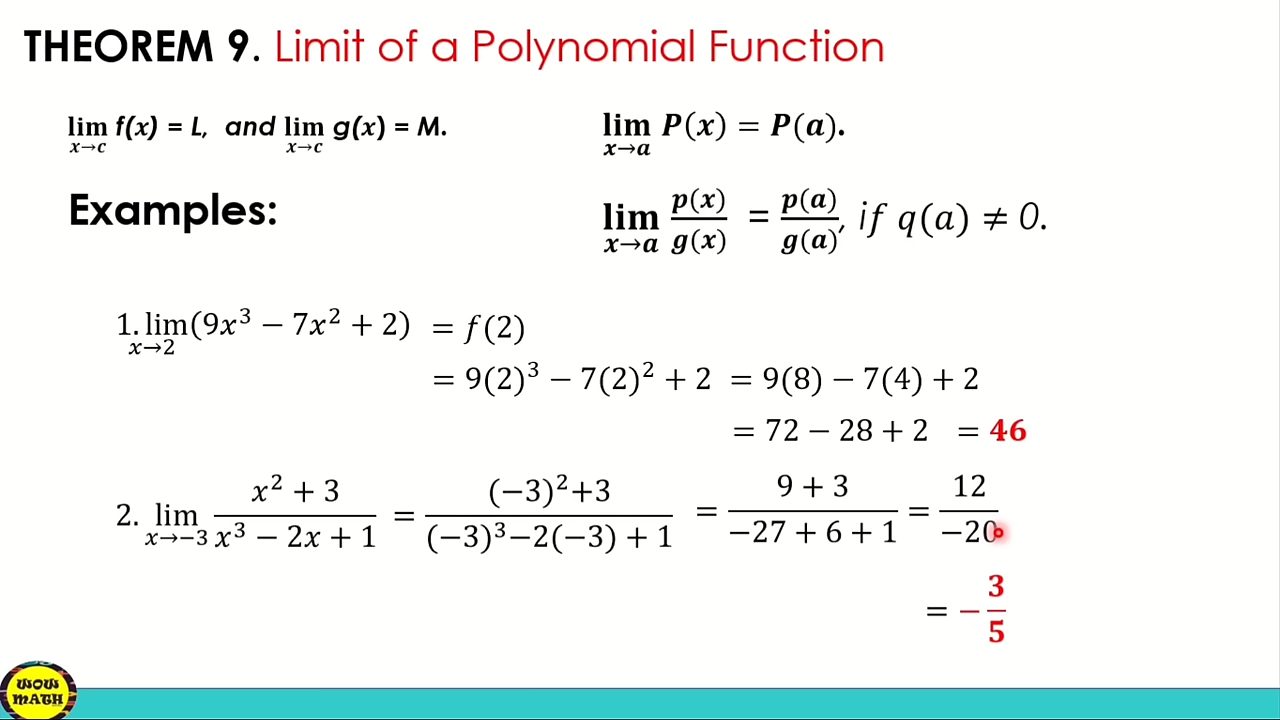 THEOREM 9. Limit of a Polynomial Function
lim x→c f(x) = L, and lim x→c g(x) = M.
lim x→a P(x) = P(a).
Examples:
lim x→a p(x)/g(x) = p(a)/g(a), if q(a) ≠ 0.
1. lim x→2 (9x³ − 7x² + 2) = f(2)
= 9(2)³ − 7(2)² + 2 = 9(8) − 7(4) + 2
= 72 − 28 + 2 = 46
2. lim x→−3 (x² + 3)/(x³ − 2x + 1) = ((−3)²+3)/((−3)³−2(−3) + 1) = (9 + 3)/(−27 + 6 + 1) = 12/−20
= − 3/5
WOW
MATH